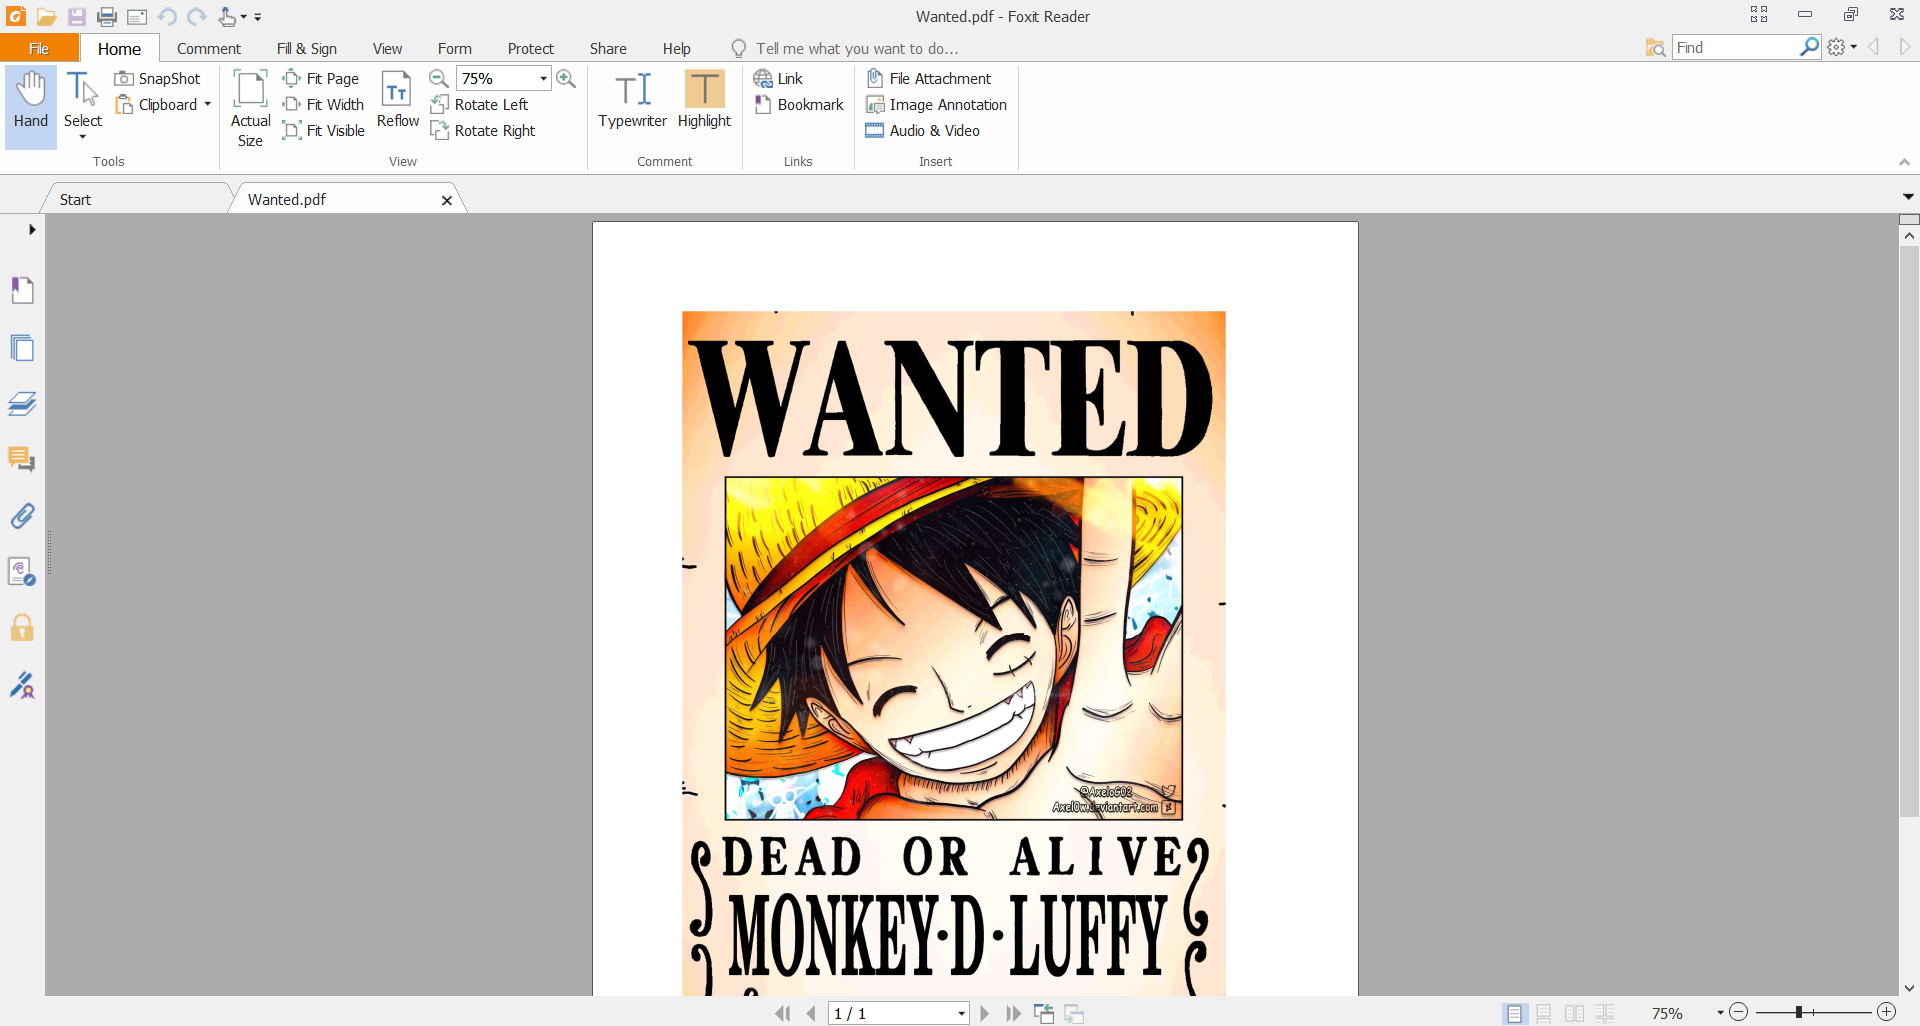 Wanted.pdf - Foxit Reader
File Home Comment Fill & Sign View Form Protect Share Help Tell me what you want to do... Find
Hand
Select
SnapShot
Clipboard
Tools
Actual
Size
Fit Page
Fit Width
Fit Visible
Reflow
75%
Rotate Left
Rotate Right
View
Typewriter
Highlight
Comment
Link
Bookmark
Links
File Attachment
Image Annotation
Audio & Video
Insert
Start Wanted.pdf
WANTED
@Axelo602
Axel0w.deviantart.com
DEAD OR ALIVE
MONKEY·D·LUFFY
1 / 1 75%